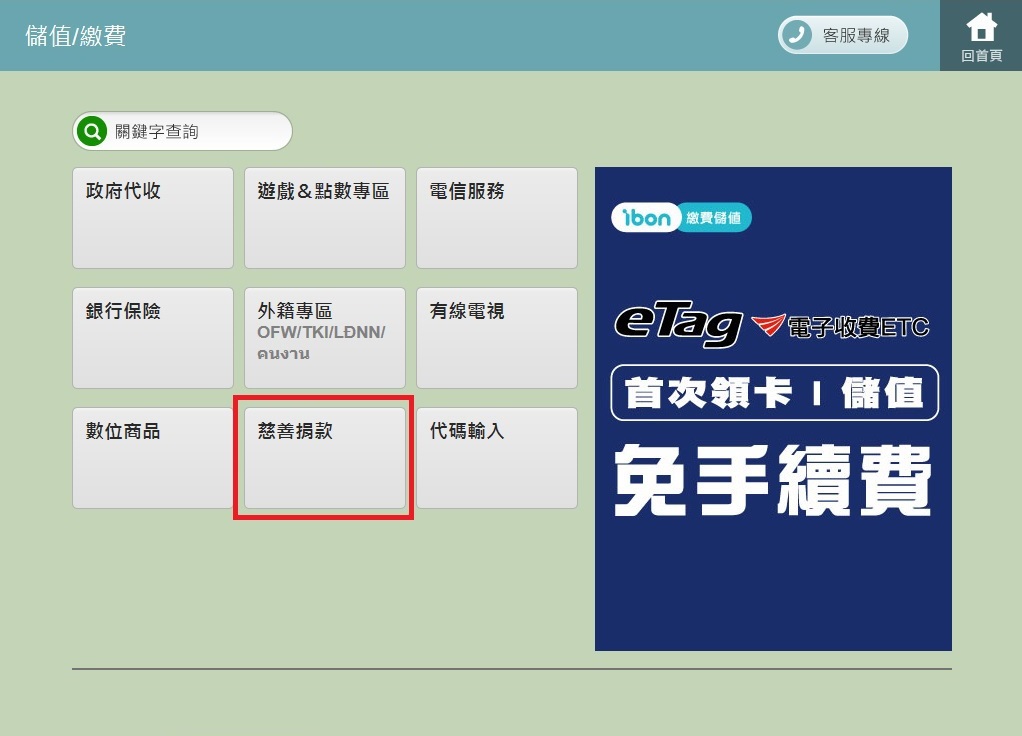 儲值/繳費
客服專線
回首頁
關鍵字查詢
政府代收
遊戲&點數專區
電信服務
銀行保險
外籍專區
OFW/TKI/LĐNN/
คนงาน
有線電視
數位商品
慈善捐款
代碼輸入
ibon 繳費儲值
eTag 電子收費ETC
首次領卡 | 儲值
免手續費